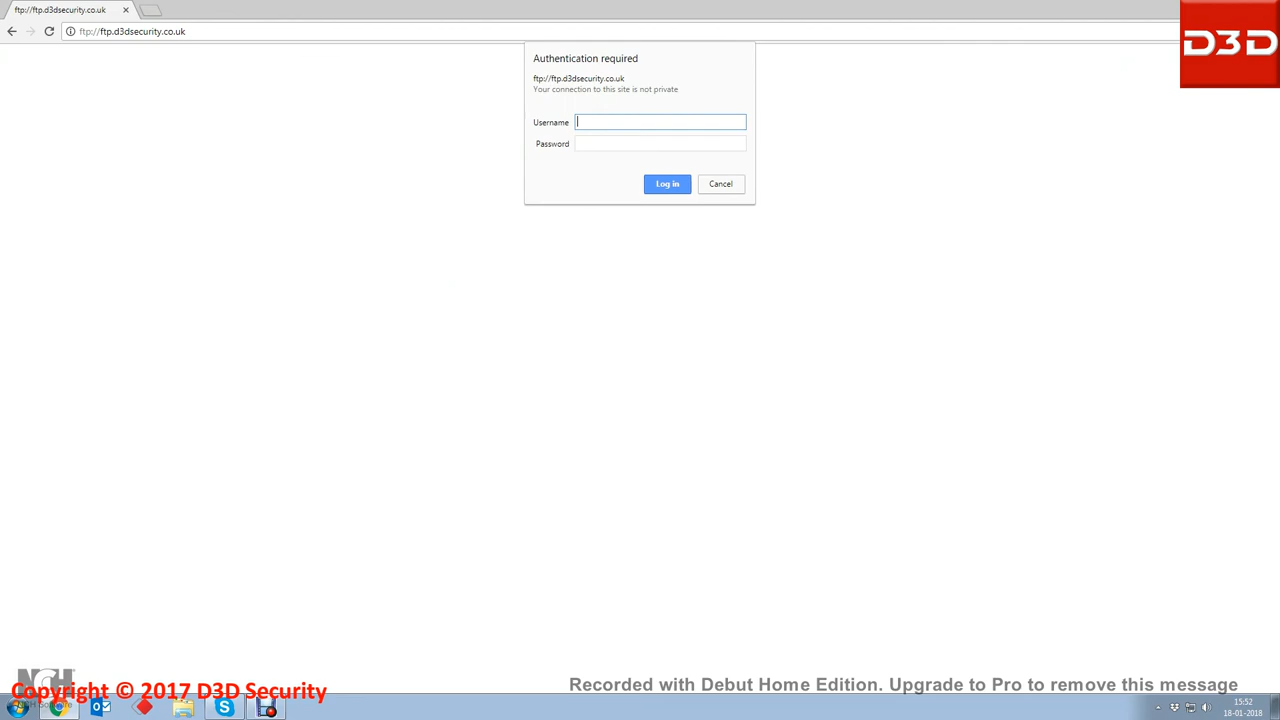 ftp://ftp.d3dsecurity.co.uk
ftp://ftp.d3dsecurity.co.uk
D3D
Authentication required
ftp://ftp.d3dsecurity.co.uk
Your connection to this site is not private
Username
Password
Log in
Cancel
NCH
Copyright © 2017 D3D Security
Recorded with Debut Home Edition. Upgrade to Pro to remove this message
15:52
18-01-2018